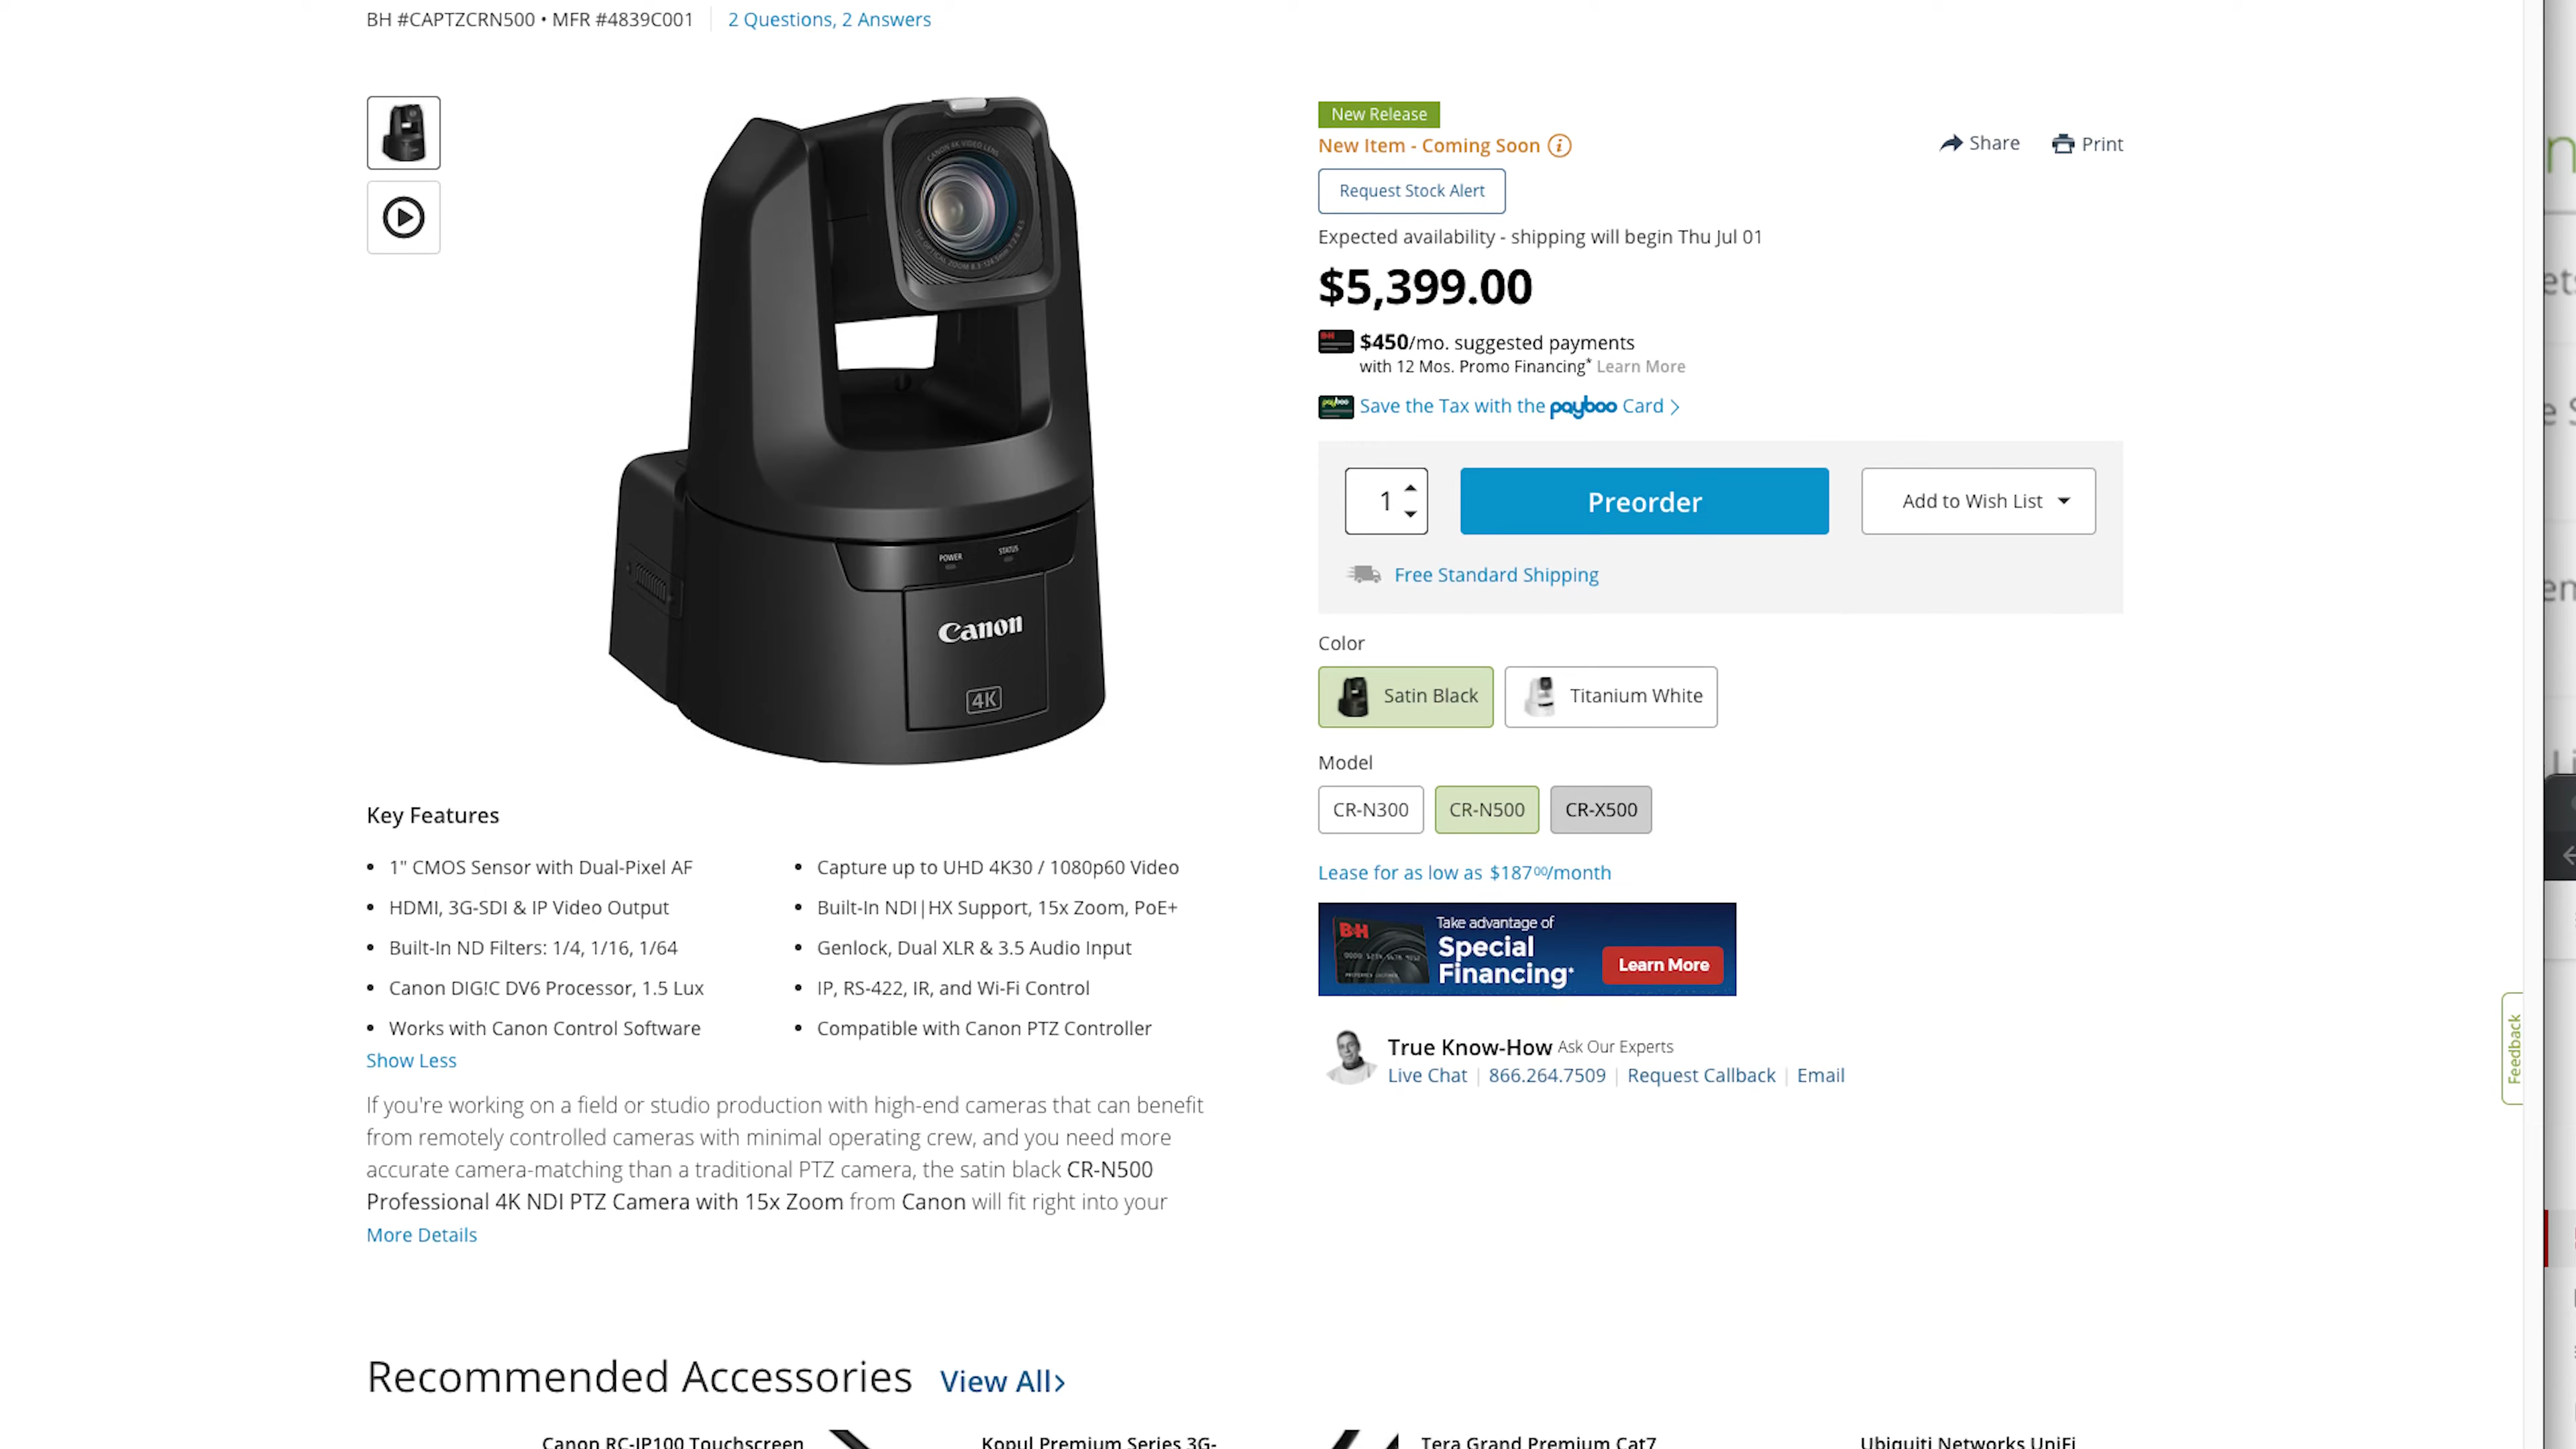 BH #CAPTZCRN500 • MFR #4839C001
2 Questions, 2 Answers
CANON 4K VIDEO LENS
POWER
STATUS
Canon
4K
New Release
New Item - Coming Soon
Share
Print
Request Stock Alert
Expected availability - shipping will begin Thu Jul 01
$5,399.00
$450/mo. suggested payments
with 12 Mos. Promo Financing* Learn More
Save the Tax with the payboo Card
1
Preorder
Add to Wish List
Free Standard Shipping
Color
Satin Black
Titanium White
Model
CR-N300
CR-N500
CR-X500
Lease for as low as $187.00/month
B&H
Take advantage of
Special
Financing*
Learn More
True Know-How Ask Our Experts
Live Chat | 866.264.7509 | Request Callback | Email
Feedback
Key Features
• 1" CMOS Sensor with Dual-Pixel AF
• HDMI, 3G-SDI & IP Video Output
• Built-In ND Filters: 1/4, 1/16, 1/64
• Canon DIG!C DV6 Processor, 1.5 Lux
• Works with Canon Control Software
• Capture up to UHD 4K30 / 1080p60 Video
• Built-In NDI|HX Support, 15x Zoom, PoE+
• Genlock, Dual XLR & 3.5 Audio Input
• IP, RS-422, IR, and Wi-Fi Control
• Compatible with Canon PTZ Controller
Show Less
If you're working on a field or studio production with high-end cameras that can benefit
from remotely controlled cameras with minimal operating crew, and you need more
accurate camera-matching than a traditional PTZ camera, the satin black CR-N500
Professional 4K NDI PTZ Camera with 15x Zoom from Canon will fit right into your
More Details
Recommended Accessories
View All
Canon RC-IP100 Touchscreen
Kopul Premium Series 3G-
Tera Grand Premium Cat7
Ubiquiti Networks UniFi